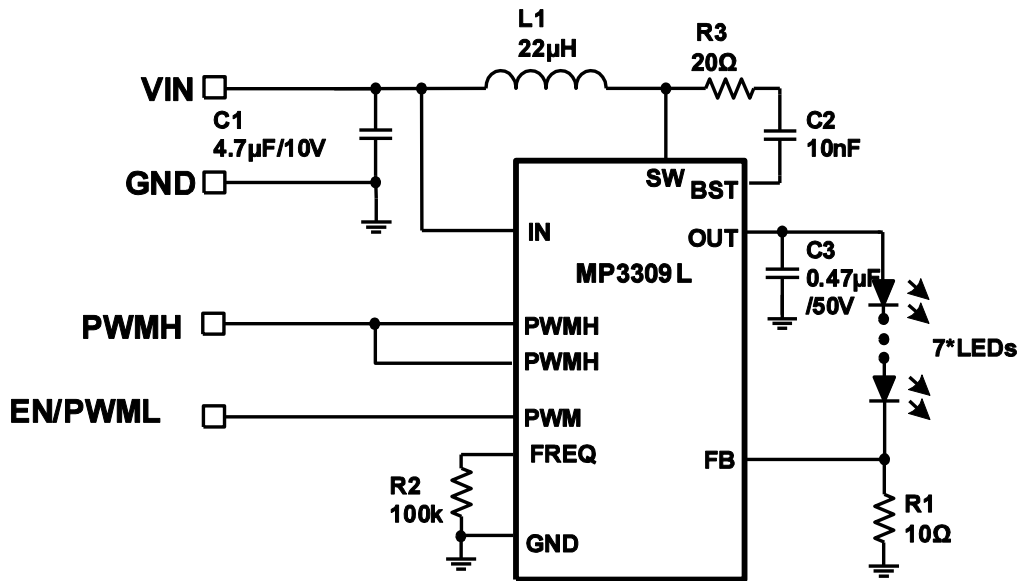 L1
22μH
R3
20Ω
VIN
C1
4.7μF/10V
C2
10nF
GND
SW
BST
IN
OUT
MP3309L
C3
0.47μF
/50V
PWMH
PWMH
PWMH
7*LEDs
EN/PWML
PWM
FREQ
FB
R2
100k
R1
10Ω
GND